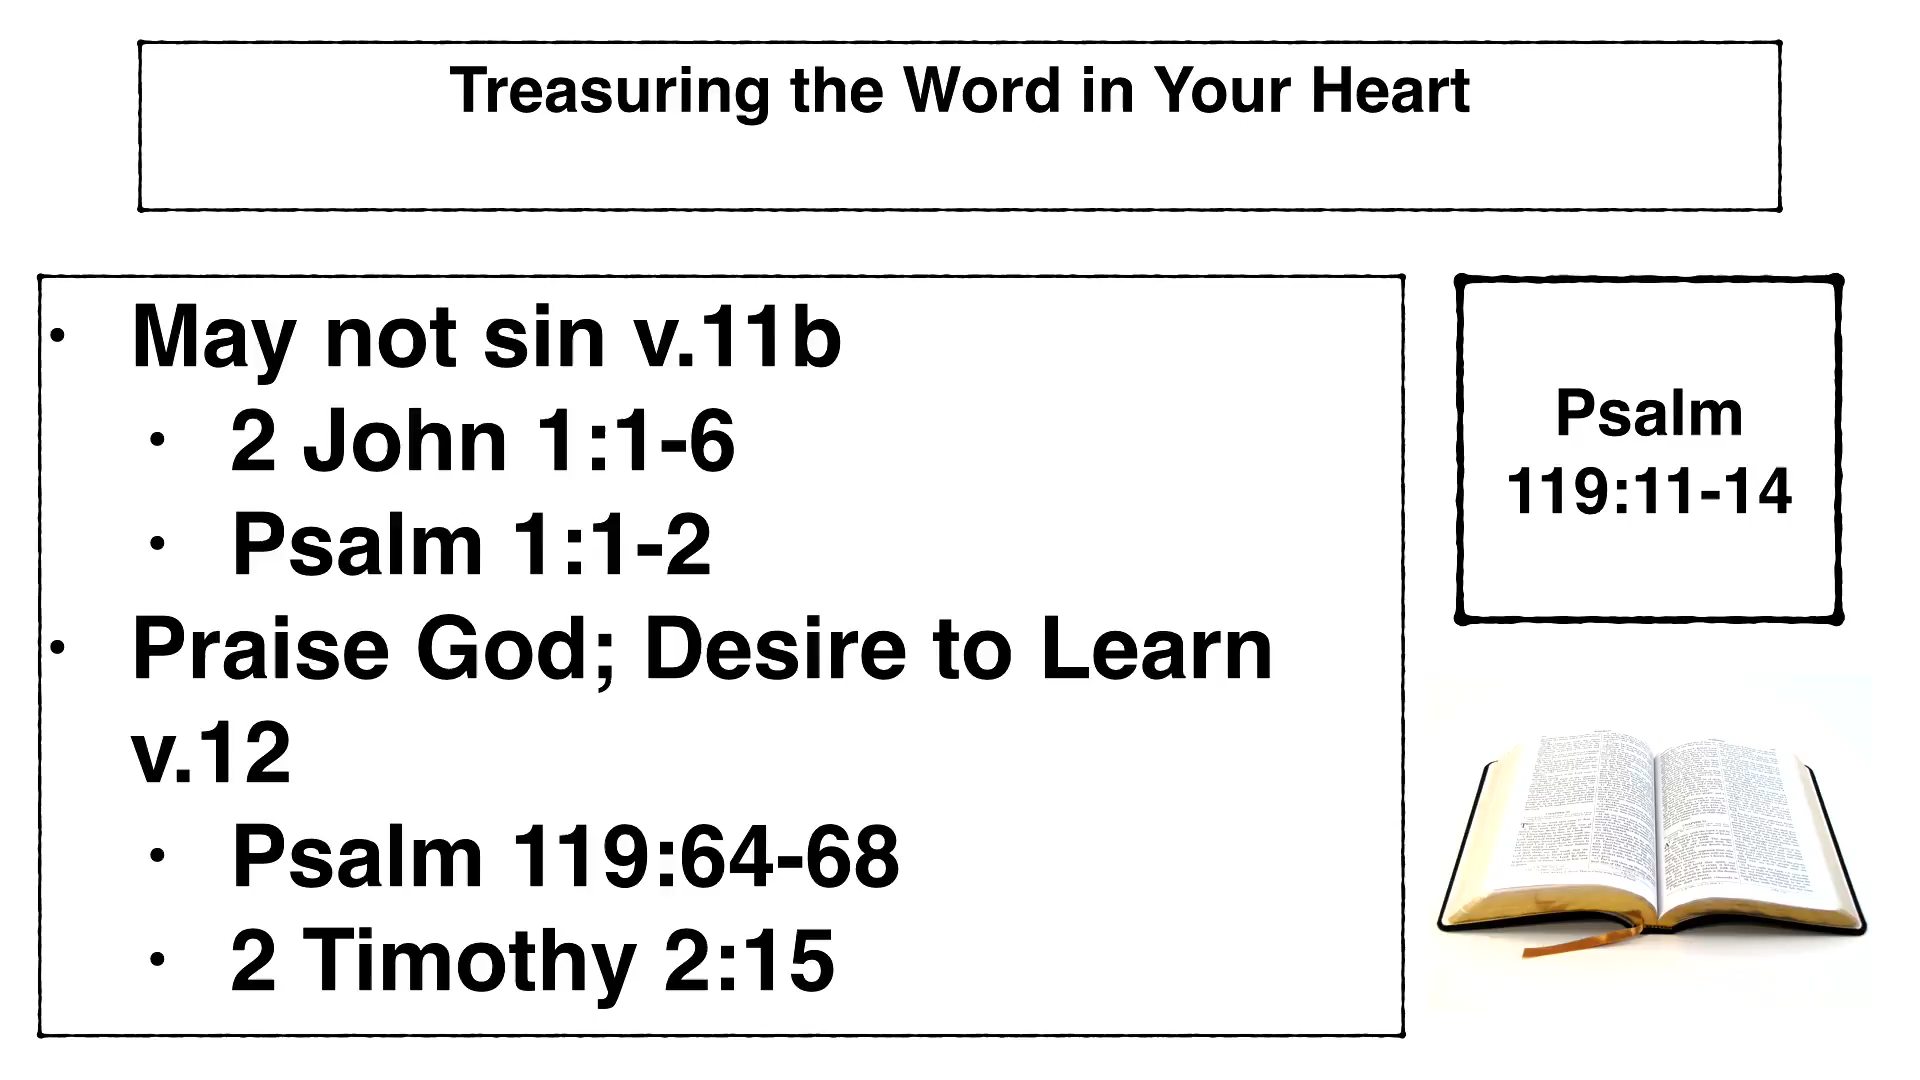 Treasuring the Word in Your Heart
• May not sin v.11b
• 2 John 1:1-6
• Psalm 1:1-2
• Praise God; Desire to Learn
v.12
• Psalm 119:64-68
• 2 Timothy 2:15
Psalm
119:11-14